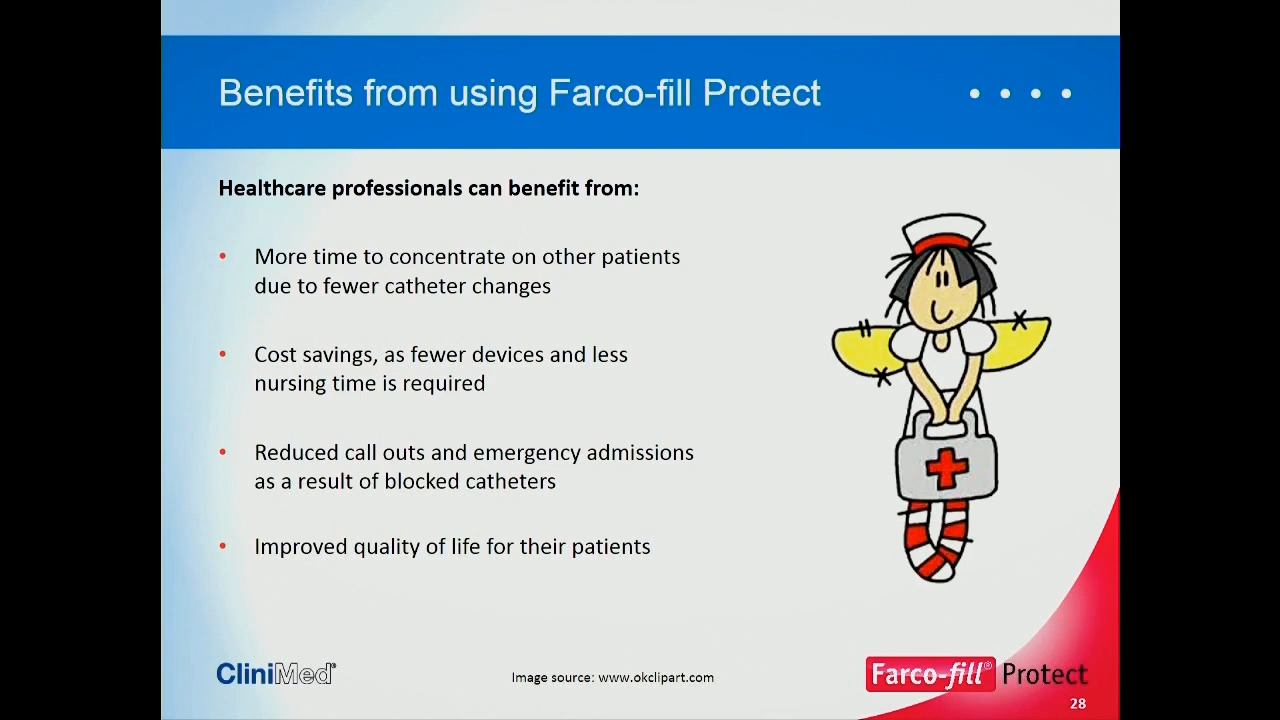 Benefits from using Farco-fill Protect
Healthcare professionals can benefit from:
• More time to concentrate on other patients
due to fewer catheter changes
• Cost savings, as fewer devices and less
nursing time is required
• Reduced call outs and emergency admissions
as a result of blocked catheters
• Improved quality of life for their patients
CliniMed®
Image source: www.okclipart.com
Farco-fill® Protect
28